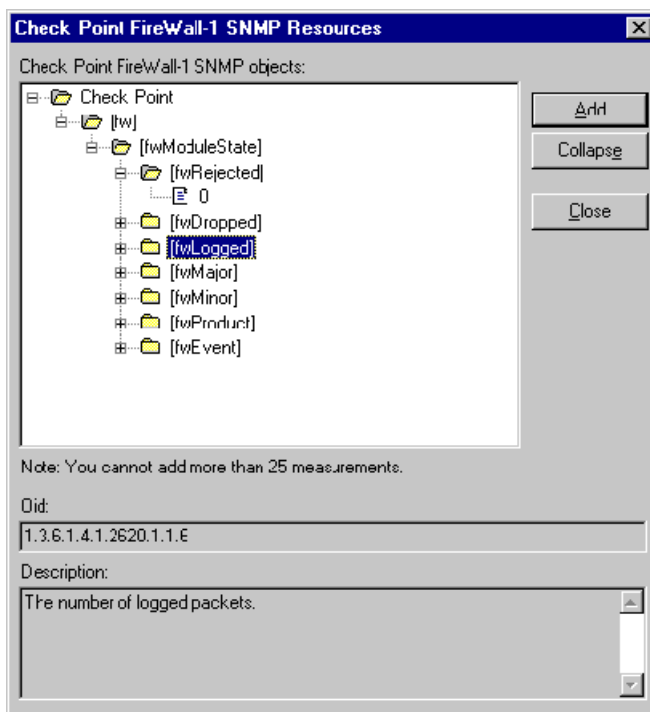 Check Point FireWall-1 SNMP Resources
Check Point FireWall-1 SNMP objects:
Check Point
[fw]
[fwModuleState]
[fwRejected]
0
[fwDropped]
[fwLogged]
[fwMajor]
[fwMinor]
[fwProduct]
[fwEvent]
Add
Collapse
Close
Note: You cannot add more than 25 measurements.
Oid:
1.3.6.1.4.1.2620.1.1.6
Description:
The number of logged packets.